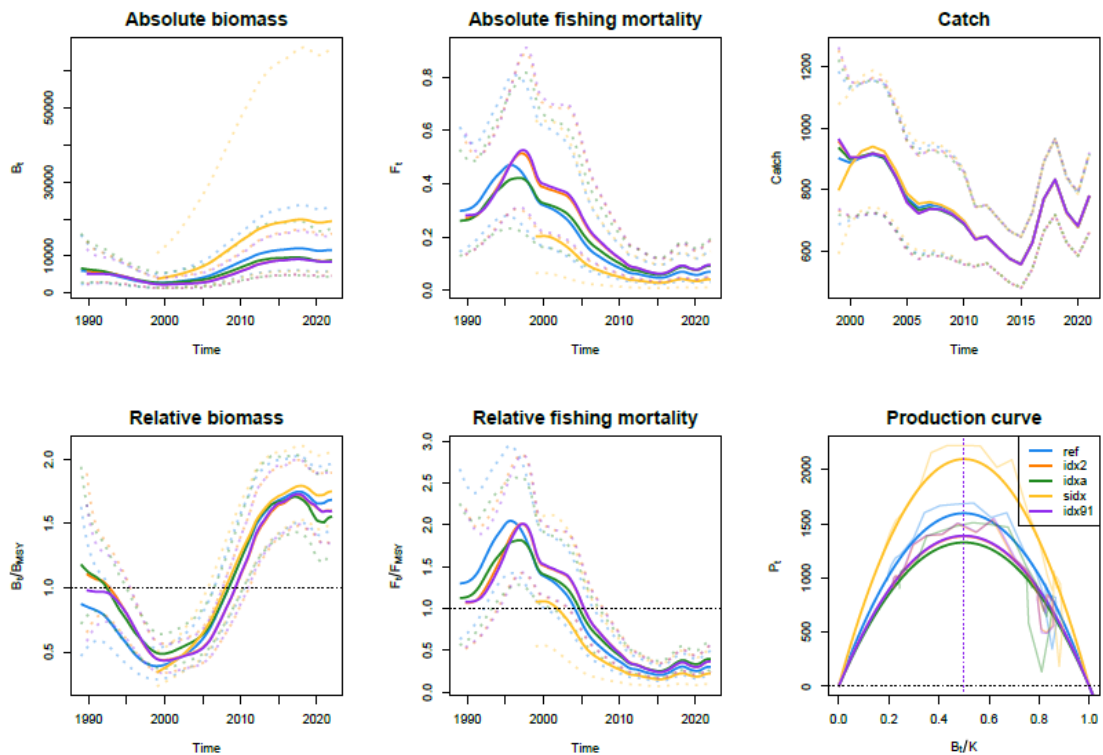 Absolute biomass
Bt
0 10000 30000 50000
1990 2000 2010 2020
Time
Absolute fishing mortality
Ft
0.0 0.2 0.4 0.6 0.8
1990 2000 2010 2020
Time
Catch
Catch
600 800 1000 1200
2000 2005 2010 2015 2020
Time
Relative biomass
Bt/BMSY
0.5 1.0 1.5 2.0
1990 2000 2010 2020
Time
Relative fishing mortality
Ft/FMSY
0.0 0.5 1.0 1.5 2.0 2.5 3.0
1990 2000 2010 2020
Time
Production curve
Pt
0 500 1000 1500 2000
0.0 0.2 0.4 0.6 0.8 1.0
Bt/K
ref
idx2
idxa
sidx
idx91